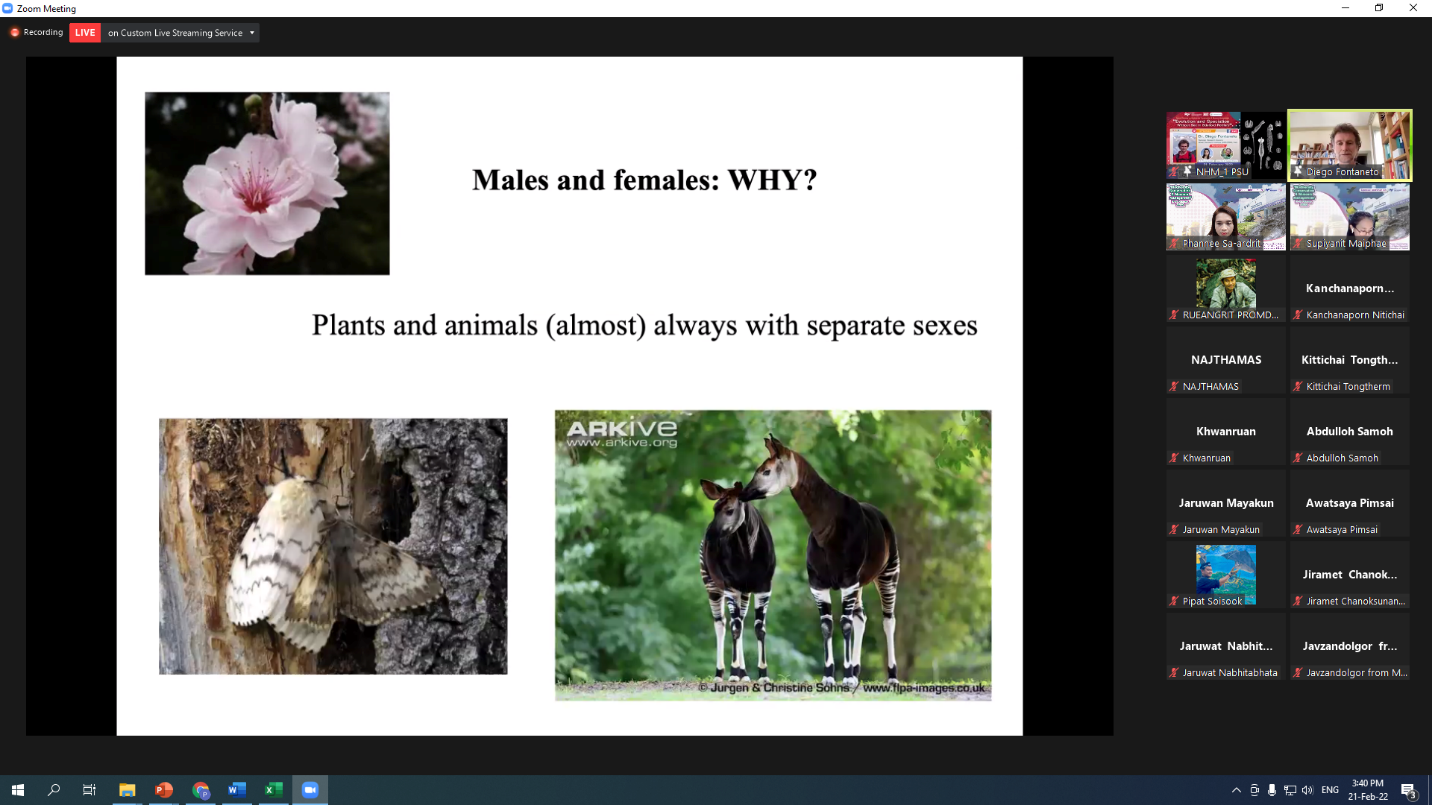 Zoom Meeting
Recording
LIVE
on Custom Live Streaming Service
Males and females: WHY?
Plants and animals (almost) always with separate sexes
ARKive
www.arkive.org
© Jurgen & Christine Sohns / www.flpa-images.co.uk
NHM_1 PSU
Diego Fontaneto
Phannee Sa-ardrit
Supiyanit Maiphae
RUEANGRIT PROMD...
Kanchanaporn...
Kanchanaporn Nitichai
NAJTHAMAS
NAJTHAMAS
Kittichai Tongth...
Kittichai Tongtherm
Khwanruan
Khwanruan
Abdulloh Samoh
Abdulloh Samoh
Jaruwan Mayakun
Jaruwan Mayakun
Awatsaya Pimsai
Awatsaya Pimsai
Pipat Soisook
Jiramet Chanok...
Jiramet Chanoksunan...
Jaruwat Nabhit...
Jaruwat Nabhitabhata
Javzandolgor fr...
Javzandolgor from M...
ENG
3:40 PM
21-Feb-22
3